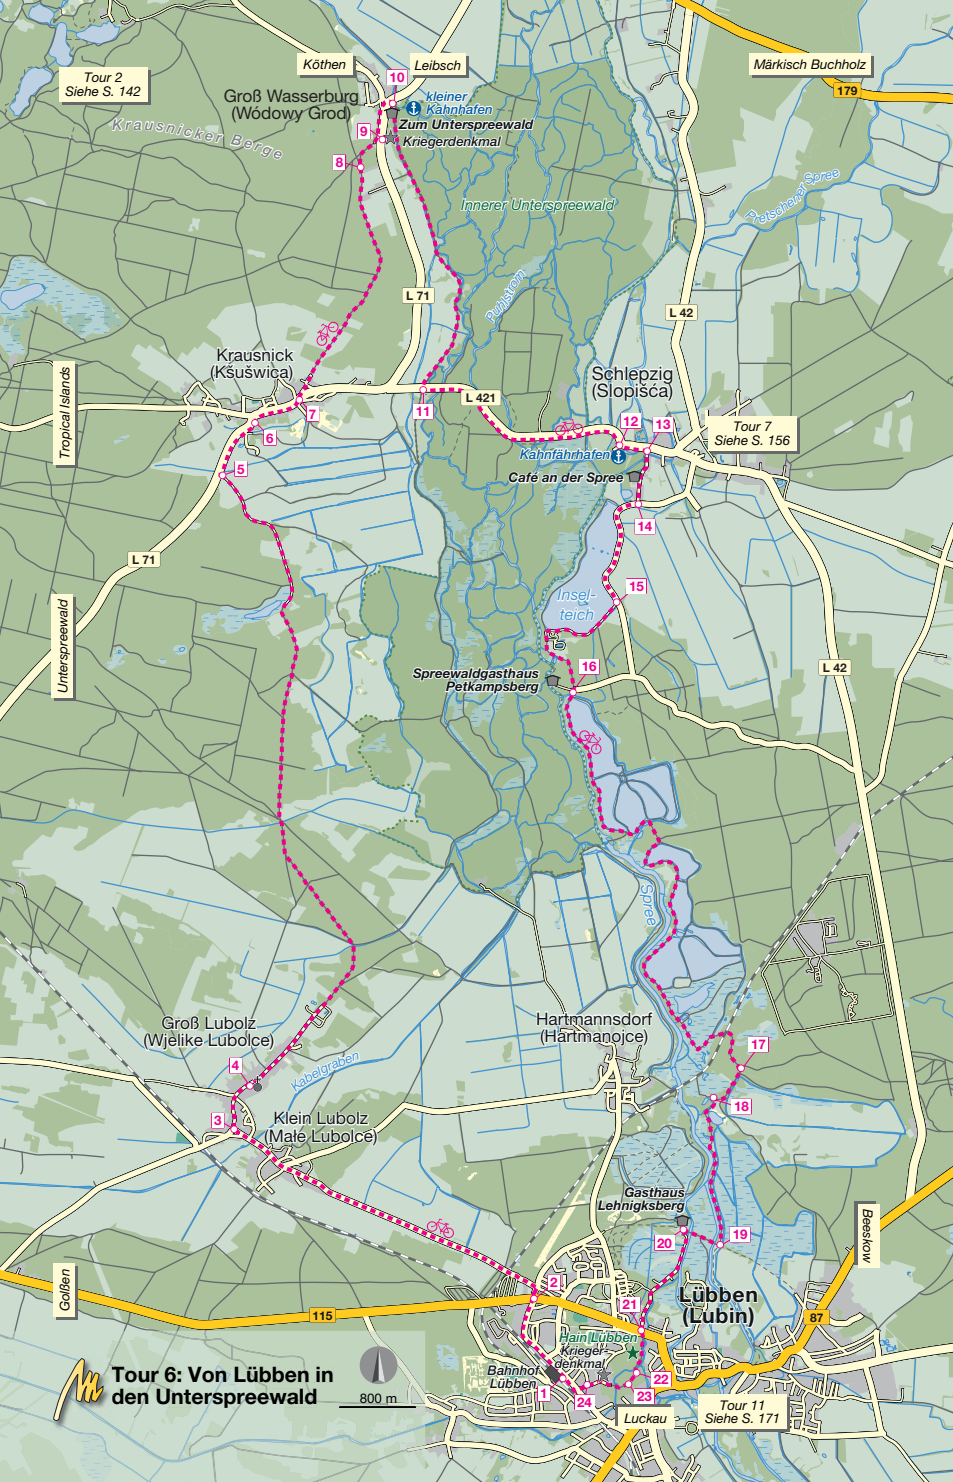 Köthen
Leibsch
Märkisch Buchholz
Tour 2
Siehe S. 142
10
kleiner
Kahnhafen
179
Groß Wasserburg
(Wódowy Grod)
Zum Unterspreewald
Krausnicker Berge
9
Kriegerdenkmal
8
Pretschener Spree
Innerer Unterspreewald
Puhlstrom
L 71
L 42
Krausnick
(Kšušwica)
Schlepzig
(Slopišća)
Tropical Islands
7
11
L 421
12
13
Tour 7
Siehe S. 156
6
Kahnfährhafen
5
Café an der Spree
14
L 71
Insel-
teich
15
Unterspreewald
16
Spreewaldgasthaus
Petkampsberg
L 42
Spree
Groß Lubolz
(Wjelike Lubolce)
Hartmannsdorf
(Hartmanojce)
17
4
Kabelgraben
18
3
Klein Lubolz
(Małe Lubolce)
Gasthaus
Lehnigksberg
20
19
Beeskow
Golßen
2
21
Lübben
(Lubin)
115
87
Hain Lübben
Krieger-
denkmal
Bahnhof
Lübben
1
22
23
24
Tour 6: Von Lübben in
den Unterspreewald
800 m
Luckau
Tour 11
Siehe S. 171